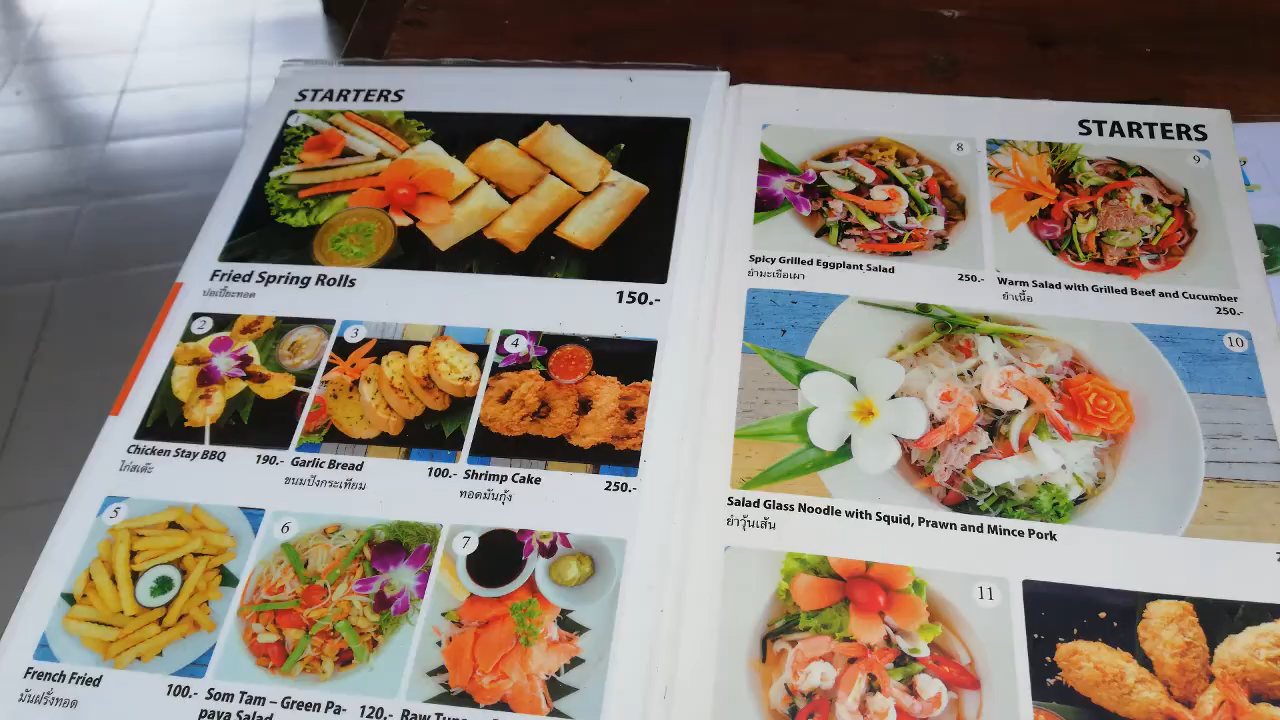 STARTERS
1
Fried Spring Rolls
ปอเปี๊ยะทอด
150.-
2
Chicken Stay BBQ
190.-
ไก่สเต๊ะ
3
Garlic Bread
100.-
ขนมปังกระเทียม
4
Shrimp Cake
250.-
ทอดมันกุ้ง
5
French Fried
100.-
มันฝรั่งทอด
6
Som Tam – Green Pa-
paya Salad
120.-
7
Raw
STARTERS
8
Spicy Grilled Eggplant Salad
250.-
ยำมะเขือเผา
9
Warm Salad with Grilled Beef and Cucumber
ยำเนื้อ
250.-
10
Salad Glass Noodle with Squid, Prawn and Mince Pork
ยำวุ้นเส้น
11